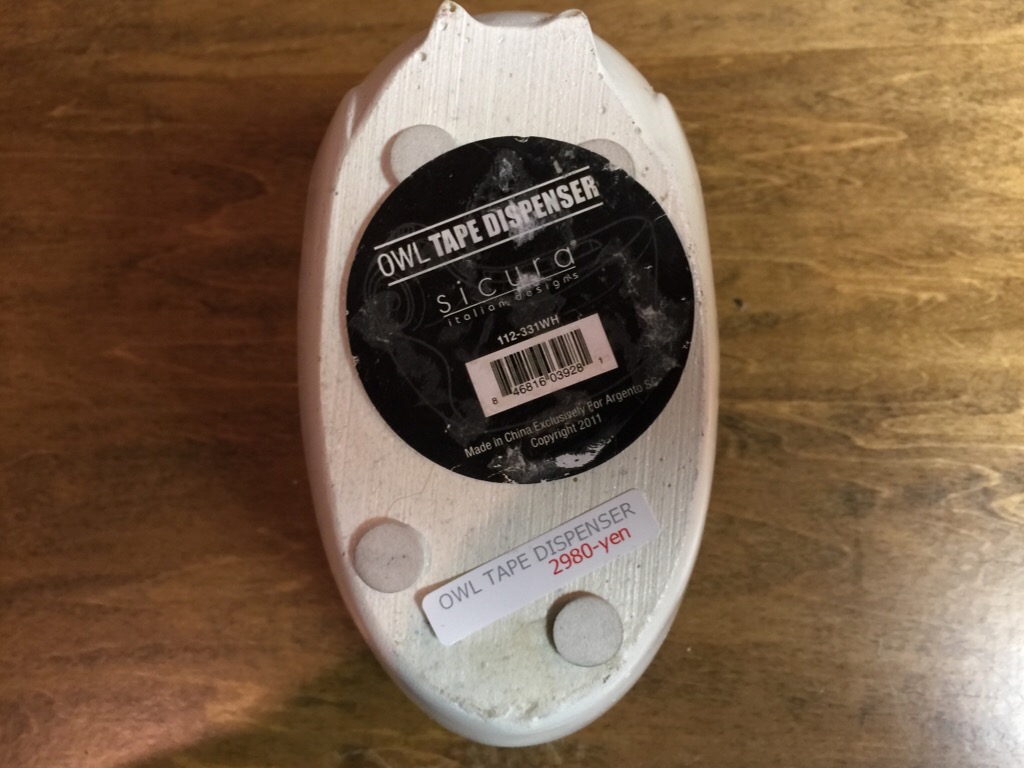 OWL TAPE DISPENSER
sicura
italian designs
112-331WH
8 46816 03928 1
Made in China Exclusively For Argento SC
Copyright 2011
OWL TAPE DISPENSER
2980-yen